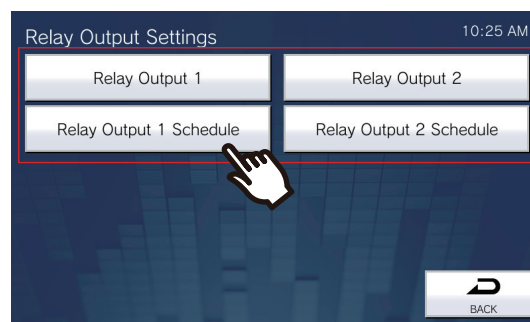 Relay Output Settings
10:25 AM
Relay Output 1
Relay Output 2
Relay Output 1 Schedule
Relay Output 2 Schedule
BACK